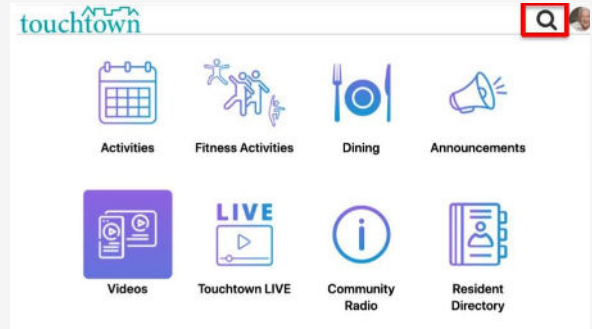 touchtown
Activities
Fitness Activities
Dining
Announcements
LIVE
Videos
Touchtown LIVE
Community
Radio
Resident
Directory